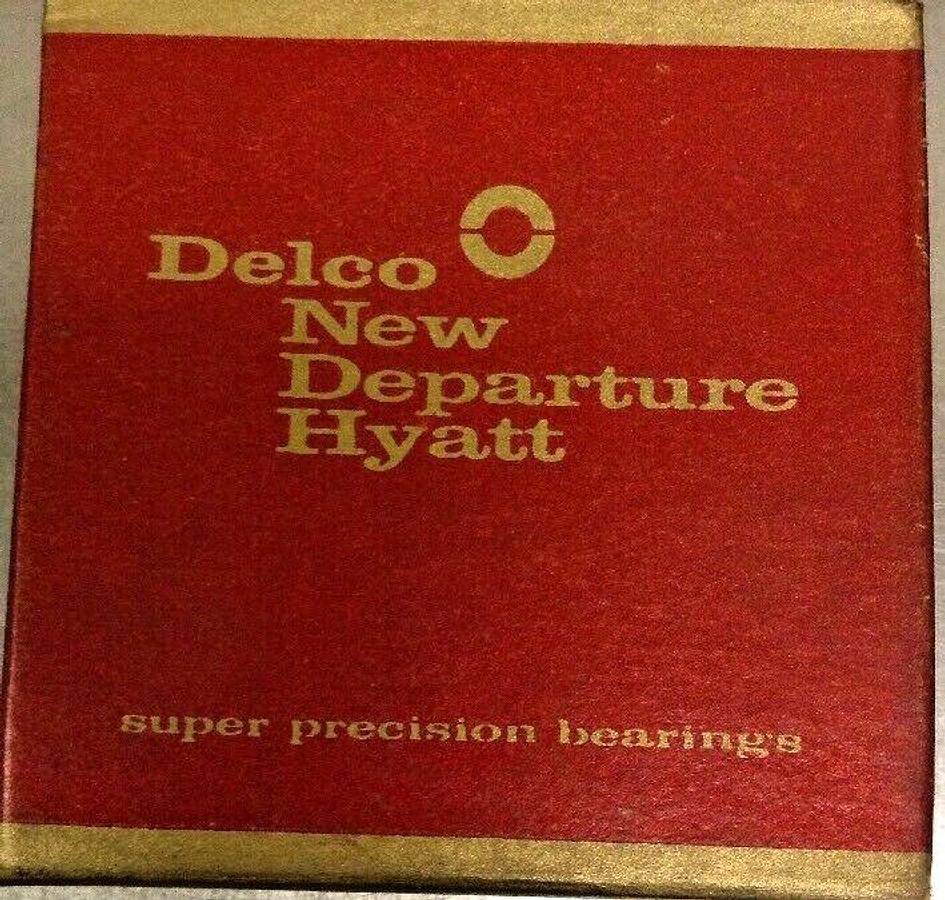 Delco
New
Departure
Hyatt
super precision bearings